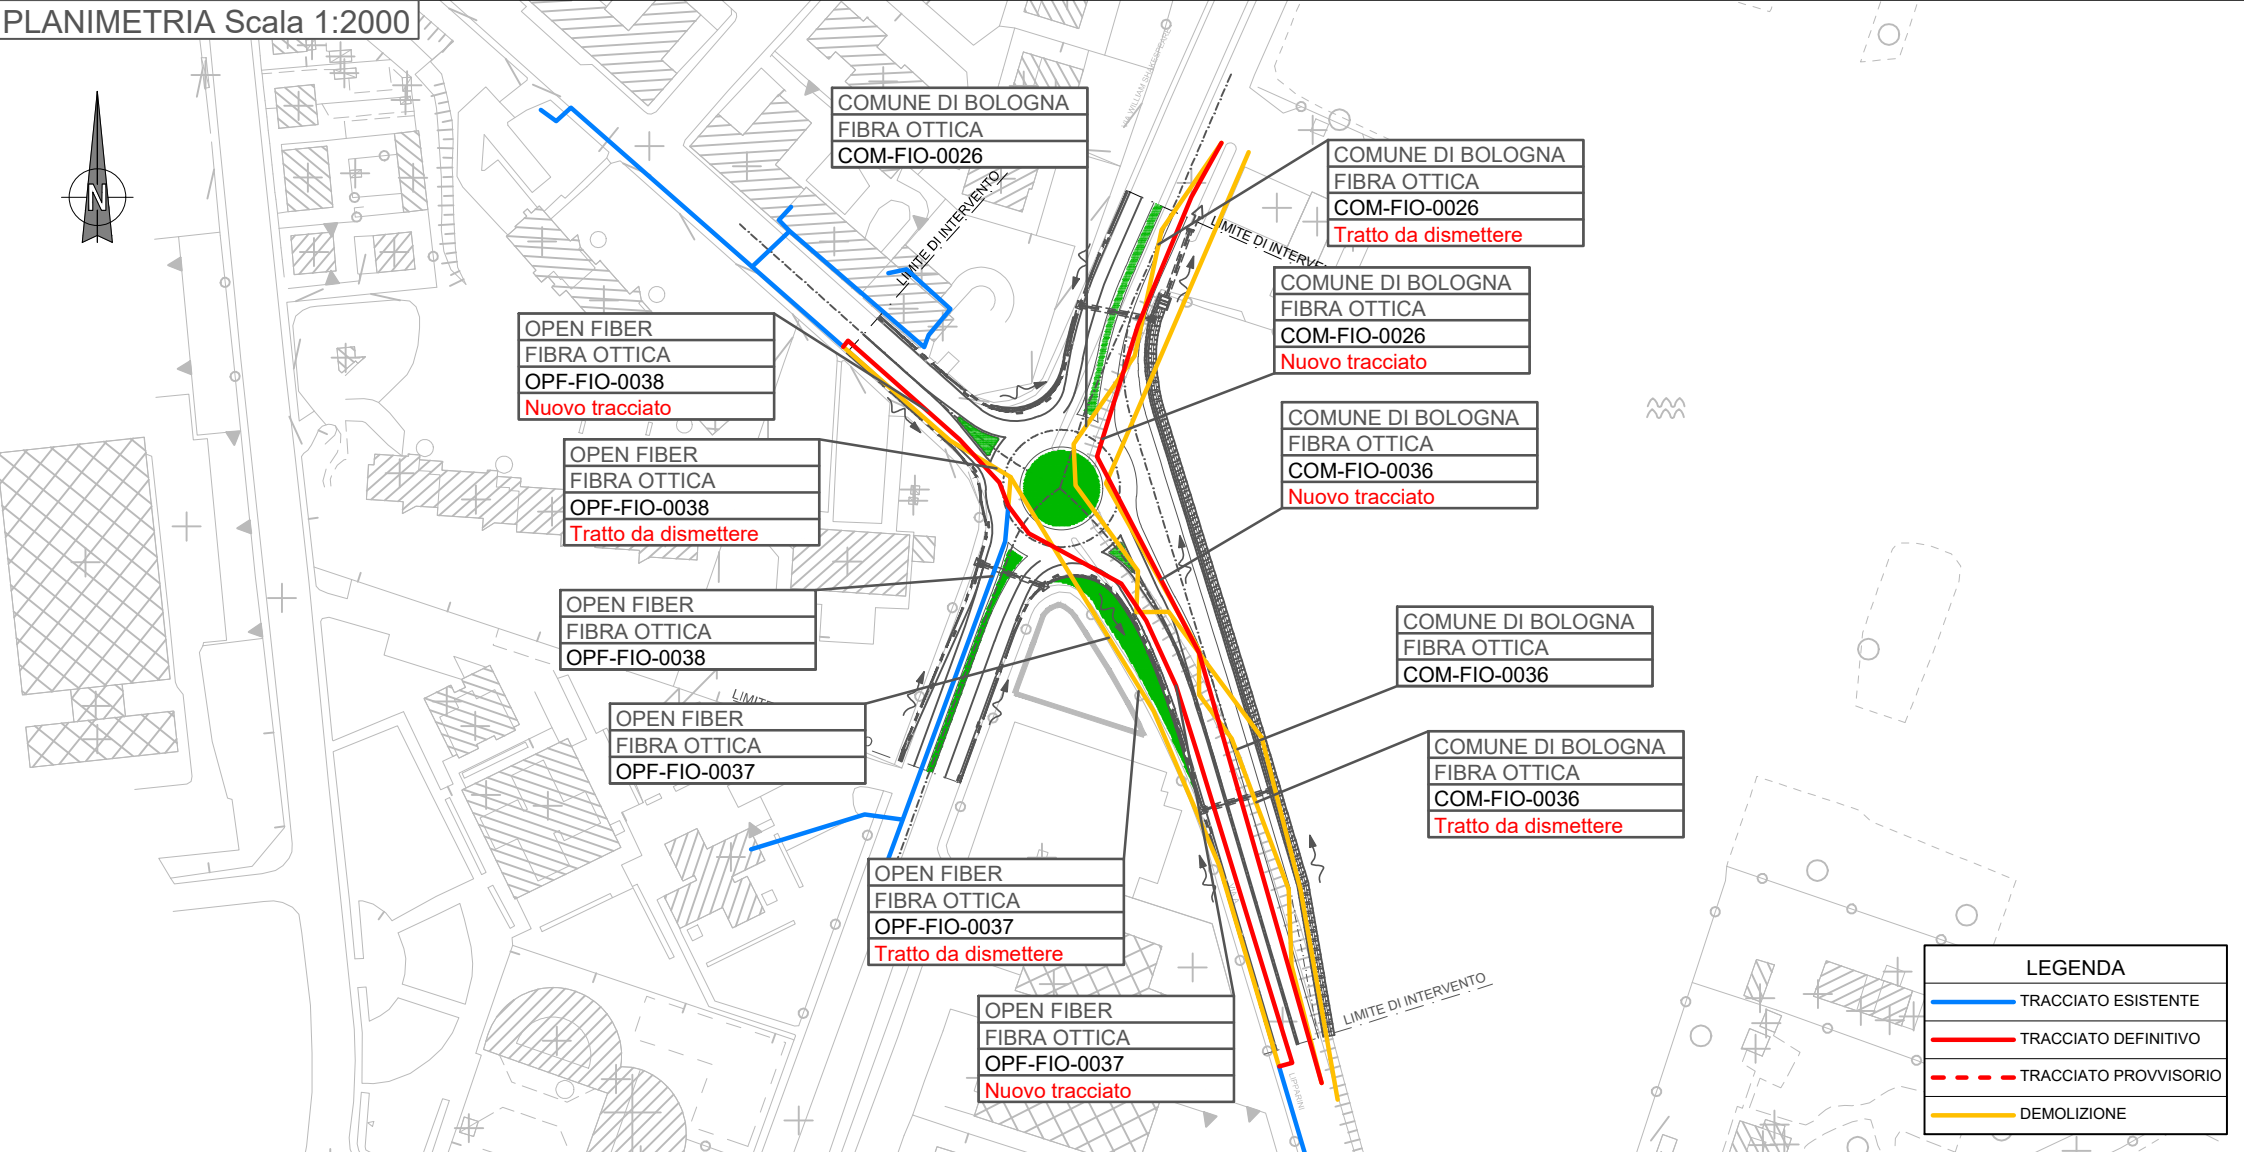 PLANIMETRIA Scala 1:2000
N
COMUNE DI BOLOGNA
FIBRA OTTICA
COM-FIO-0026
LIMITE DI INTERVENTO
COMUNE DI BOLOGNA
FIBRA OTTICA
COM-FIO-0026
Tratto da dismettere
LIMITE DI
COMUNE DI BOLOGNA
FIBRA OTTICA
COM-FIO-0026
Nuovo tracciato
OPEN FIBER
FIBRA OTTICA
OPF-FIO-0038
Nuovo tracciato
COMUNE DI BOLOGNA
FIBRA OTTICA
COM-FIO-0036
Nuovo tracciato
OPEN FIBER
FIBRA OTTICA
OPF-FIO-0038
Tratto da dismettere
OPEN FIBER
FIBRA OTTICA
OPF-FIO-0038
COMUNE DI BOLOGNA
FIBRA OTTICA
COM-FIO-0036
OPEN FIBER
FIBRA OTTICA
OPF-FIO-0037
COMUNE DI BOLOGNA
FIBRA OTTICA
COM-FIO-0036
Tratto da dismettere
OPEN FIBER
FIBRA OTTICA
OPF-FIO-0037
Tratto da dismettere
OPEN FIBER
FIBRA OTTICA
OPF-FIO-0037
Nuovo tracciato
LIMITE DI INTERVENTO
LIPPARINI
LEGENDA
TRACCIATO ESISTENTE
TRACCIATO DEFINITIVO
TRACCIATO PROVVISORIO
DEMOLIZIONE